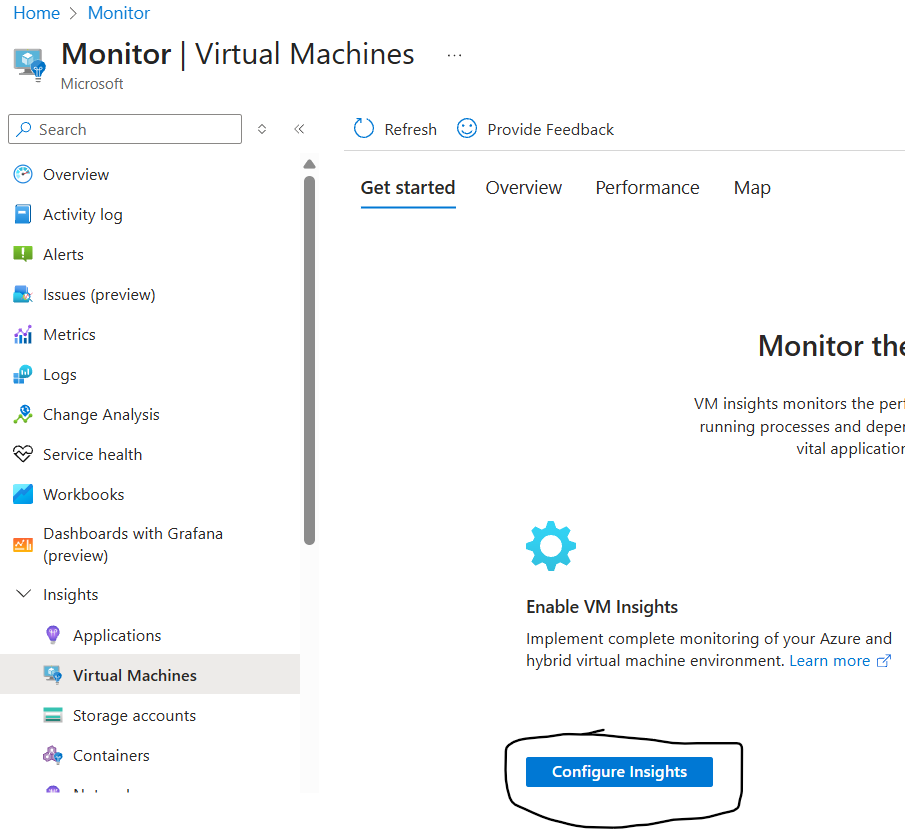 Home > Monitor
Monitor | Virtual Machines ...
Microsoft
Search
Refresh
Provide Feedback
Overview
Activity log
Alerts
Issues (preview)
Metrics
Logs
Change Analysis
Service health
Workbooks
Dashboards with Grafana
(preview)
Insights
Applications
Virtual Machines
Storage accounts
Containers
Get started Overview Performance Map
Monitor the
VM insights monitors the perf
running processes and deper
vital application
Enable VM Insights
Implement complete monitoring of your Azure and
hybrid virtual machine environment. Learn more
Configure Insights